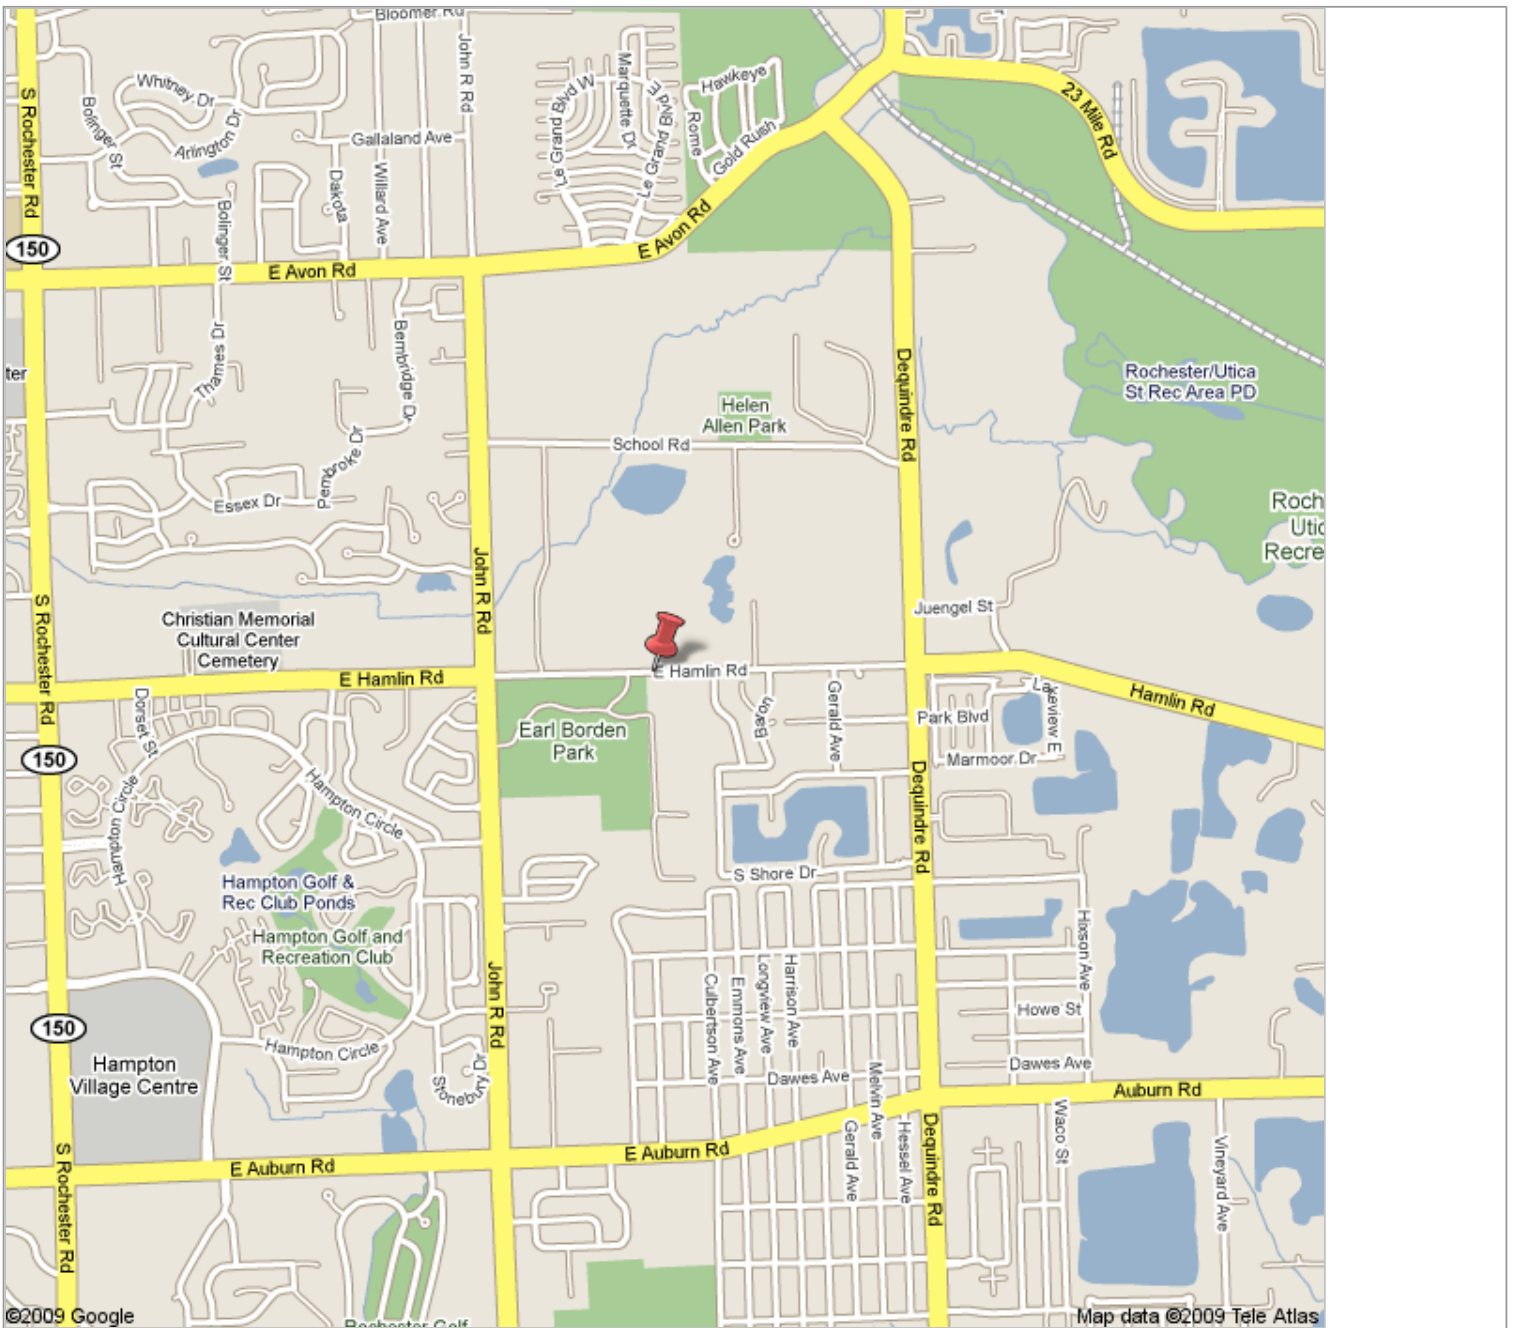 Bloomer Rd
John R Rd
Whitney Dr
Bolinger St
Arlington Dr
S Rochester Rd
Gallaland Ave
Dakota
Willard Ave
Bolinger St
150
E Avon Rd
Le Grand Blvd W
Marquette Dr
Le Grand Blvd E
Hawkeye
Rome
Gold Rush
E Avon Rd
23 Mile Rd
Thames Dr
Bembridge Dr
ter
Pembroke Dr
Essex Dr
Helen
Allen Park
School Rd
Dequindre Rd
Rochester/Utica
St Rec Area PD
Roch
Utic
Recre
John R Rd
S Rochester Rd
Christian Memorial
Cultural Center
Cemetery
Juengel St
E Hamlin Rd
E Hamlin Rd
Hamlin Rd
Dorset St
Earl Borden
Park
Baron
Gerald Ave
Park Blvd
Lakeview E
Marmoor Dr
150
Hampton Circle
Hampton Circle
Dequindre Rd
Hampton Golf &
Rec Club Ponds
Hampton Golf and
Recreation Club
S Shore Dr
Hixson Ave
John R Rd
Culbertson Ave
Emmons Ave
Longview Ave
Harrison Ave
Howe St
150
Hampton
Village Centre
Hampton Circle
Stonebury Dr
Dawes Ave
Melvin Ave
Dawes Ave
Auburn Rd
E Auburn Rd
E Auburn Rd
Gerald Ave
Hessel Ave
Dequindre Rd
Waco St
Vineyard Ave
S Rochester Rd
©2009 Google
Rochester Golf
Map data ©2009 Tele Atlas